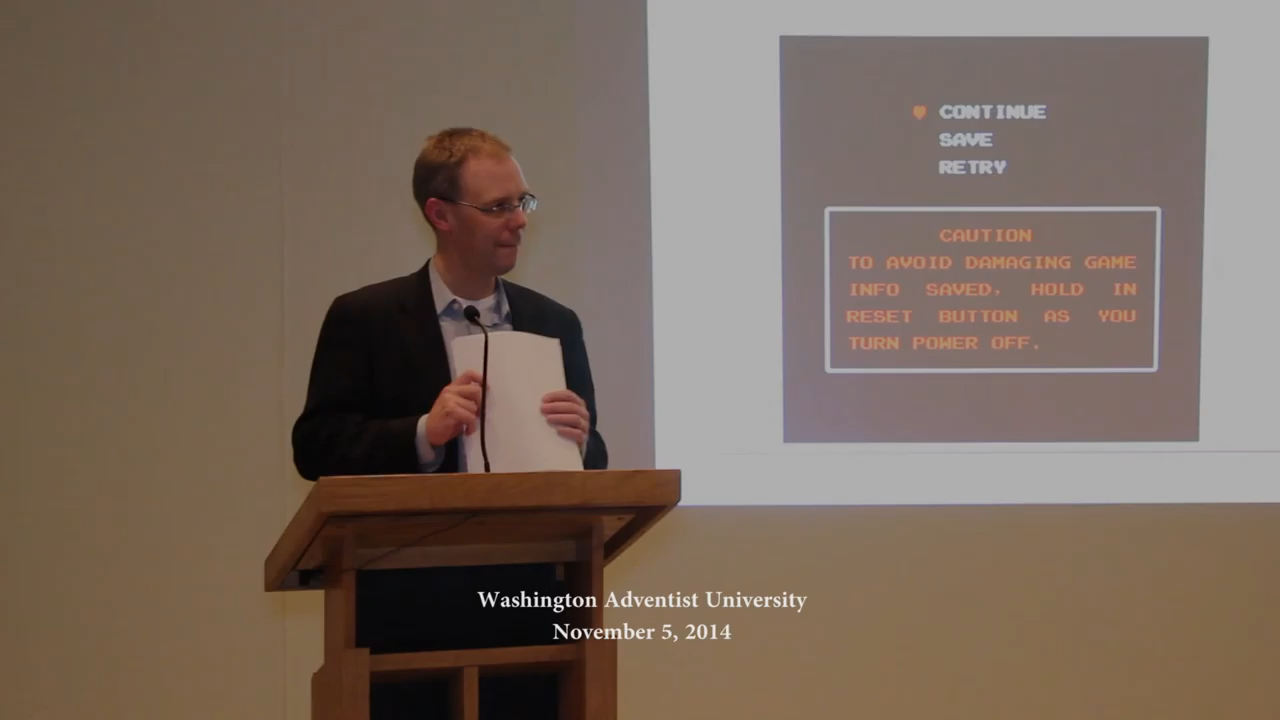 CONTINUE
SAVE
RETRY
CAUTION
TO AVOID DAMAGING GAME
INFO SAVED, HOLD IN
RESET BUTTON AS YOU
TURN POWER OFF.
Washington Adventist University
November 5, 2014